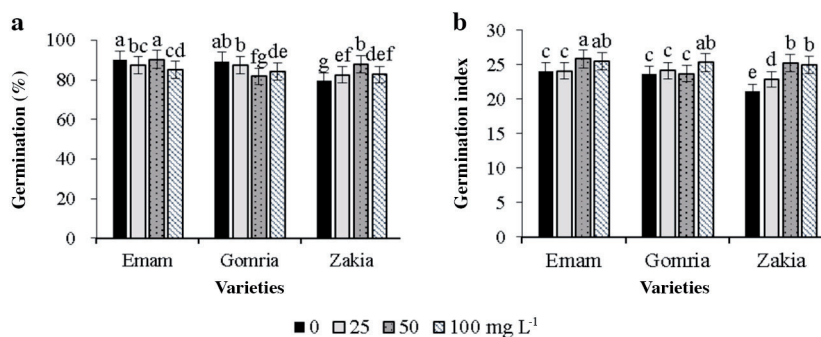 a
Germination (%)
100
80
60
40
20
0
a bc a cd ab b fg de g ef b def
Emam Gomria Zakia
Varieties
b
Germination index
30
25
20
15
10
5
0
c c a ab c c c ab e d b b
Emam Gomria Zakia
Varieties
0 25 50 100 mg L⁻¹